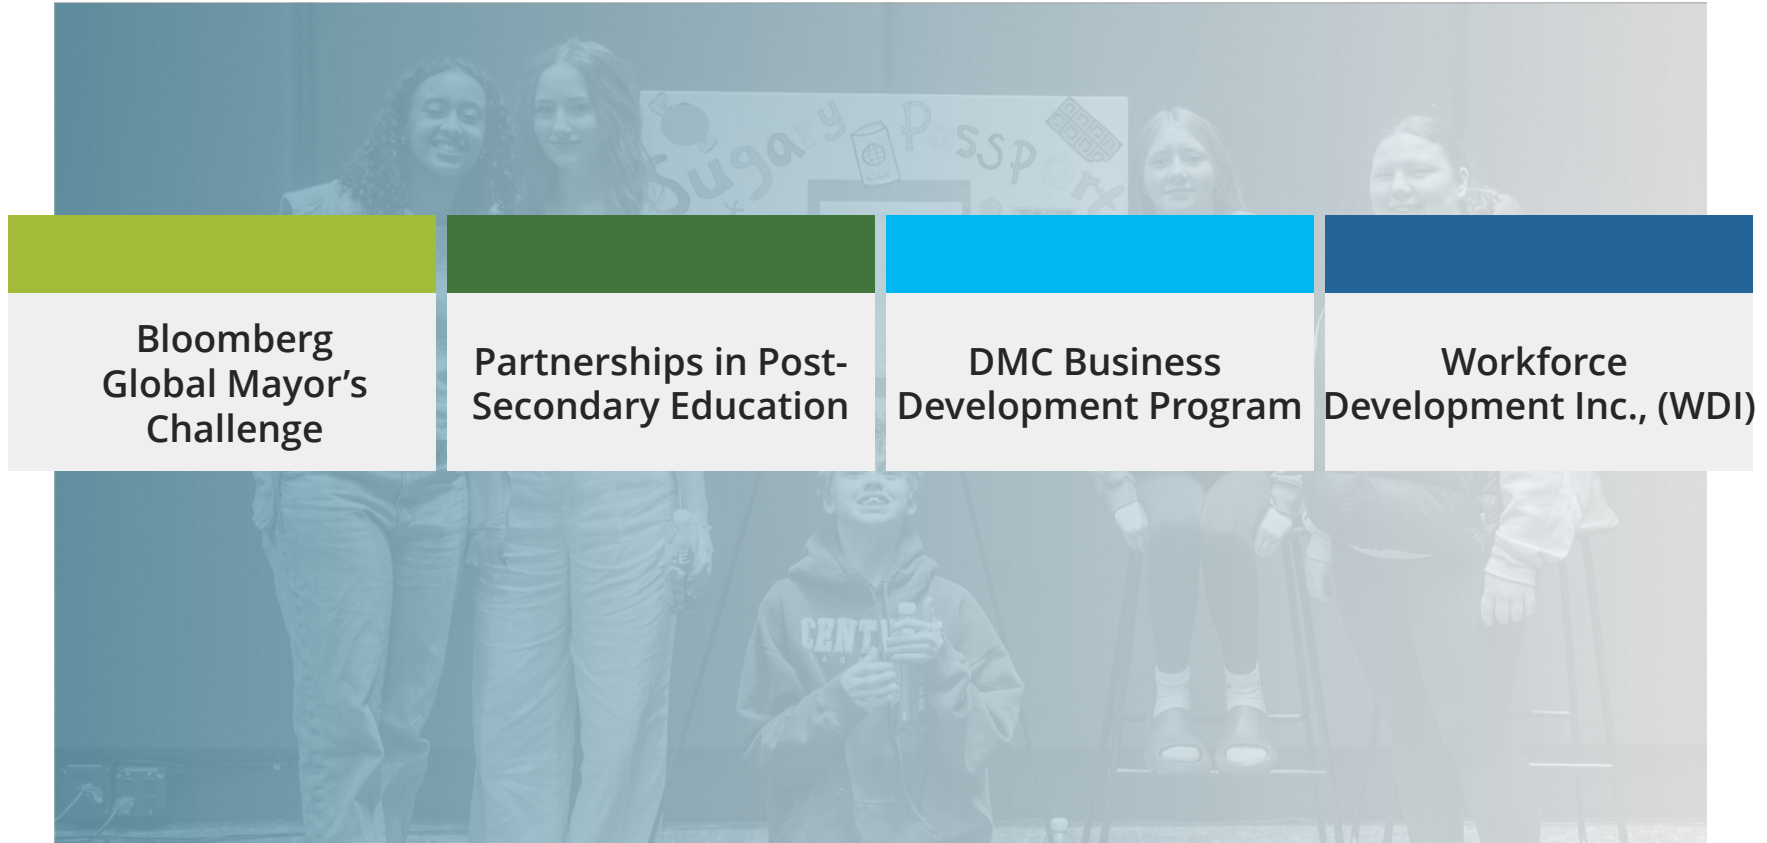 Sugary Passport
Bloomberg
Global Mayor’s
Challenge
Partnerships in Post-
Secondary Education
DMC Business
Development Program
Workforce
Development Inc., (WDI)
CENT